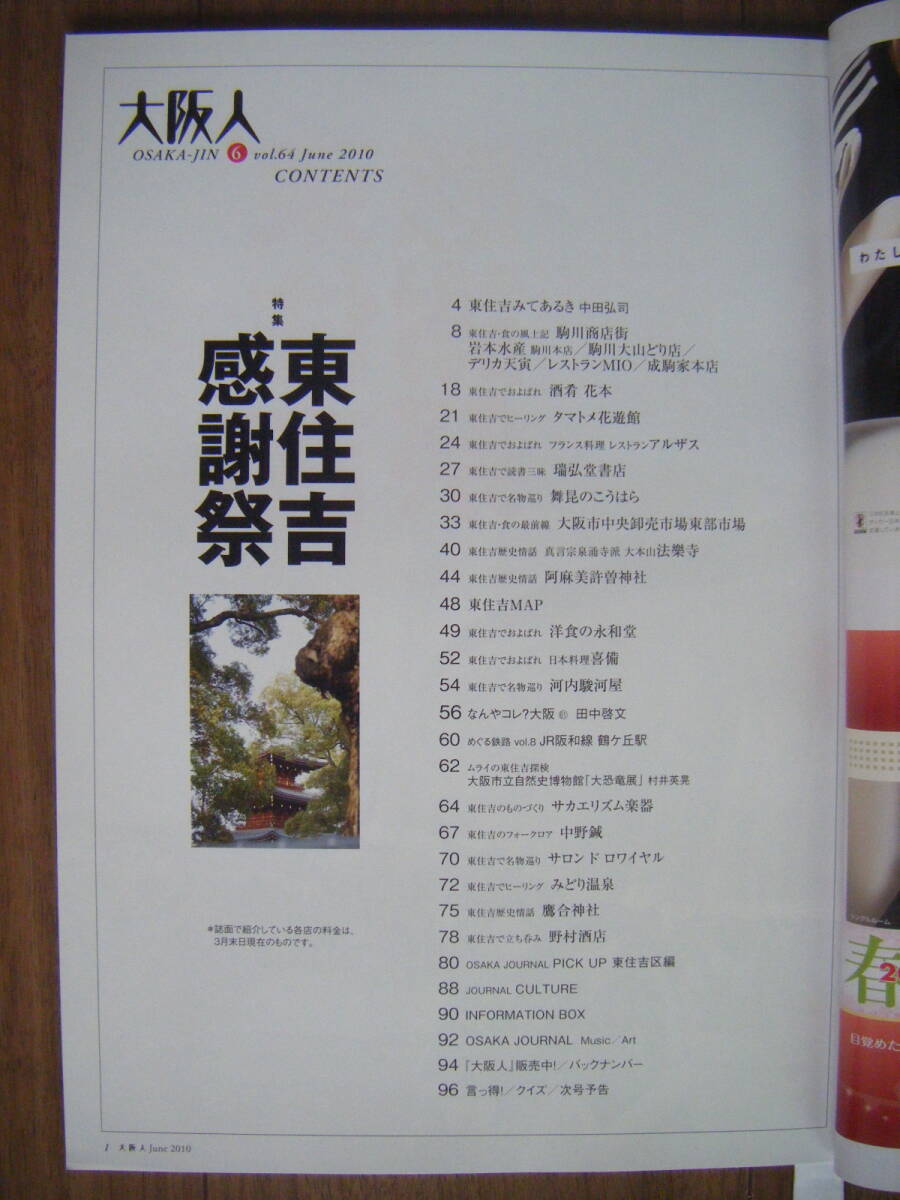 大阪人
OSAKA-JIN 6 vol.64 June 2010
CONTENTS
特集
東住吉
感謝祭
*誌面で紹介している各店の料金は、
3月末日現在のものです。
4 東住吉みてあるき 中田弘司
8 東住吉・食の風土記 駒川商店街
岩本水産 駒川本店/駒川大山どり店/
デリカ天寅/レストランMIO/成駒家本店
18 東住吉でおよばれ 酒肴 花本
21 東住吉でヒーリング タマトメ花遊館
24 東住吉でおよばれ フランス料理 レストランアルザス
27 東住吉で読書三昧 瑞弘堂書店
30 東住吉で名物巡り 舞昆のこうはら
33 東住吉・食の最前線 大阪市中央卸売市場東部市場
40 東住吉歴史情話 真言宗泉涌寺派 大本山法樂寺
44 東住吉歴史情話 阿麻美許曽神社
48 東住吉MAP
49 東住吉でおよばれ 洋食の永和堂
52 東住吉でおよばれ 日本料理喜備
54 東住吉で名物巡り 河内駿河屋
56 なんやコレ?大阪 田中啓文
60 めぐる鉄路 vol.8 JR阪和線 鶴ケ丘駅
62 ムライの東住吉探検
大阪市立自然史博物館「大恐竜展」 村井英晃
64 東住吉のものづくり サカエリズム楽器
67 東住吉のフォークロア 中野鍼
70 東住吉で名物巡り サロン ド ロワイヤル
72 東住吉でヒーリング みどり温泉
75 東住吉歴史情話 鷹合神社
78 東住吉で立ち呑み 野村酒店
80 OSAKA JOURNAL PICK UP 東住吉区編
88 JOURNAL CULTURE
90 INFORMATION BOX
92 OSAKA JOURNAL Music/Art
94 『大阪人』販売中!/バックナンバー
96 言っ得!/クイズ/次号予告
1 大阪人 June 2010
わたし
シングルルーム
春
20
目覚めた